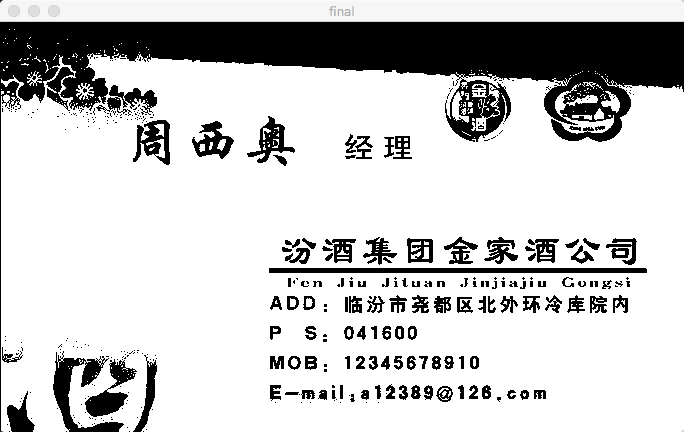 final
周西奥 经理
汾酒集团金家酒公司
Fen Jiu Jituan Jinjiajiu Gongsi
ADD：临汾市尧都区北外环冷库院内
P S：041600
MOB：12345678910
E-mail:a12389@126.com
酒